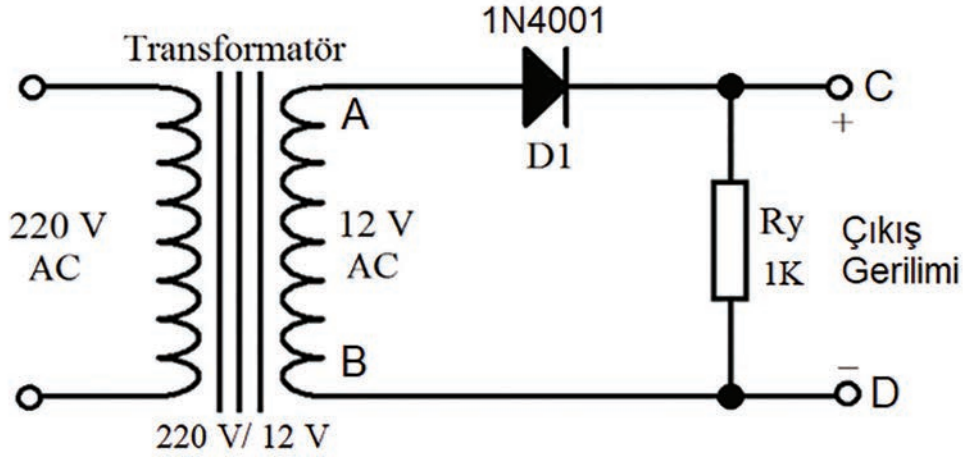 1N4001
Transformatör
A
C
+
D1
220 V
AC
12 V
AC
Ry
1K
Çıkış
Gerilimi
B
–
D
220 V/ 12 V